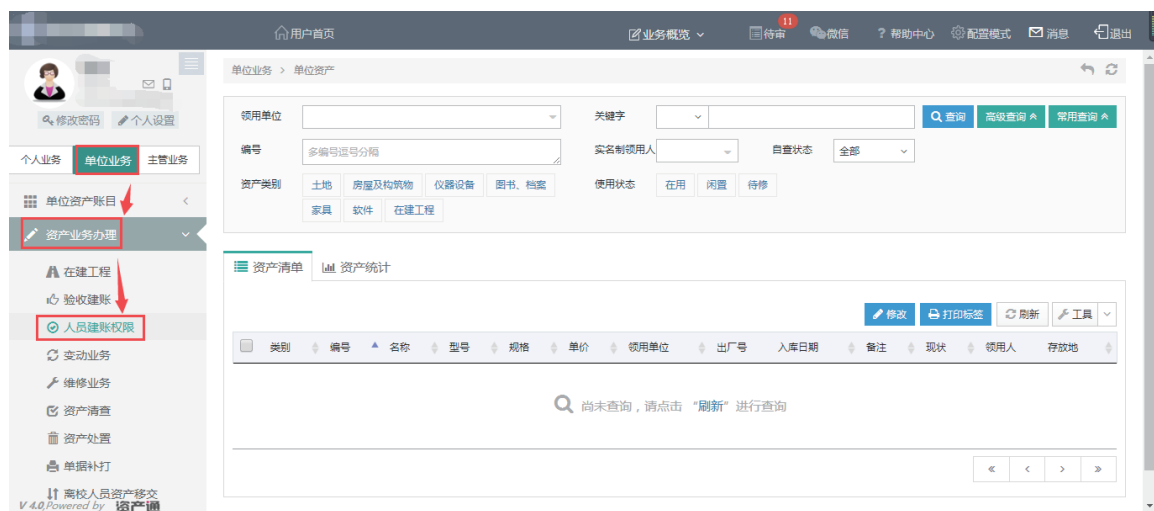 用户首页 业务概览 待审 11 微信 ? 帮助中心 配置模式 消息 退出
修改密码 个人设置
个人业务 单位业务 主管业务
单位资产账目
资产业务办理
在建工程
验收建账
人员建账权限
变动业务
维修业务
资产清查
资产处置
单据补打
离校人员资产移交
V 4.0,Powered by 资产通
单位业务 > 单位资产
领用单位 关键字 查询 高级查询 常用查询
编号 多编号逗号分隔 实名制领用人 自查状态 全部
资产类别 土地 房屋及构筑物 仪器设备 图书、档案 使用状态 在用 闲置 待修
家具 软件 在建工程
资产清单 资产统计
修改 打印标签 刷新 工具
类别 编号 名称 型号 规格 单价 领用单位 出厂号 入库日期 备注 现状 领用人 存放地
尚未查询，请点击 “刷新” 进行查询
« < > »